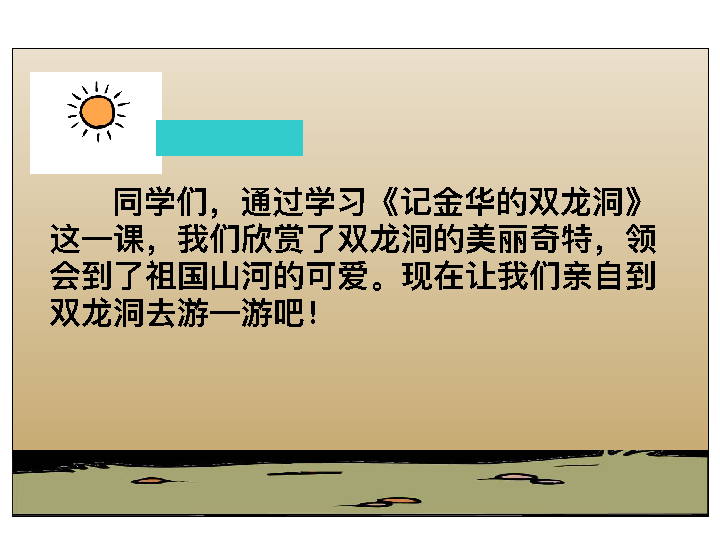 同学们，通过学习《记金华的双龙洞》
这一课，我们欣赏了双龙洞的美丽奇特，领
会到了祖国山河的可爱。现在让我们亲自到
双龙洞去游一游吧！